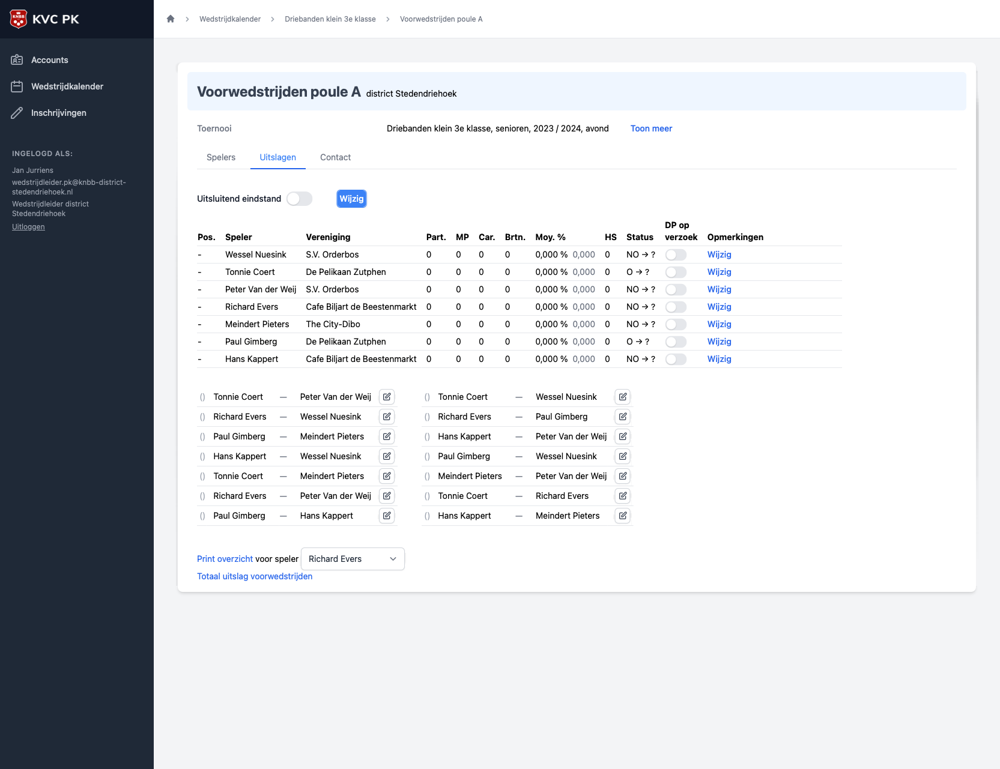 KNBB
KVC PK
Accounts
Wedstrijdkalender
Inschrijvingen
INGELOGD ALS:
Jan Jurriens
wedstrijdleider.pk@knbb-district-
stedendriehoek.nl
Wedstrijdleider district
Stedendriehoek
Uitloggen
Wedstrijdkalender Driebanden klein 3e klasse Voorwedstrijden poule A
Voorwedstrijden poule A district Stedendriehoek
Toernooi Driebanden klein 3e klasse, senioren, 2023 / 2024, avond Toon meer
Spelers Uitslagen Contact
Uitsluitend eindstand Wijzig
Pos. Speler Vereniging Part. MP Car. Brtn. Moy. % HS Status DP op verzoek Opmerkingen
- Wessel Nuesink S.V. Orderbos 0 0 0 0 0,000 % 0,000 0 NO → ? Wijzig
- Tonnie Coert De Pelikaan Zutphen 0 0 0 0 0,000 % 0,000 0 O → ? Wijzig
- Peter Van der Weij S.V. Orderbos 0 0 0 0 0,000 % 0,000 0 NO → ? Wijzig
- Richard Evers Cafe Biljart de Beestenmarkt 0 0 0 0 0,000 % 0,000 0 NO → ? Wijzig
- Meindert Pieters The City-Dibo 0 0 0 0 0,000 % 0,000 0 NO → ? Wijzig
- Paul Gimberg De Pelikaan Zutphen 0 0 0 0 0,000 % 0,000 0 O → ? Wijzig
- Hans Kappert Cafe Biljart de Beestenmarkt 0 0 0 0 0,000 % 0,000 0 NO → ? Wijzig
() Tonnie Coert — Peter Van der Weij
() Richard Evers — Wessel Nuesink
() Paul Gimberg — Meindert Pieters
() Hans Kappert — Wessel Nuesink
() Tonnie Coert — Meindert Pieters
() Richard Evers — Peter Van der Weij
() Paul Gimberg — Hans Kappert
() Tonnie Coert — Wessel Nuesink
() Richard Evers — Paul Gimberg
() Hans Kappert — Peter Van der Weij
() Paul Gimberg — Wessel Nuesink
() Meindert Pieters — Peter Van der Weij
() Tonnie Coert — Richard Evers
() Hans Kappert — Meindert Pieters
Print overzicht voor speler Richard Evers
Totaal uitslag voorwedstrijden